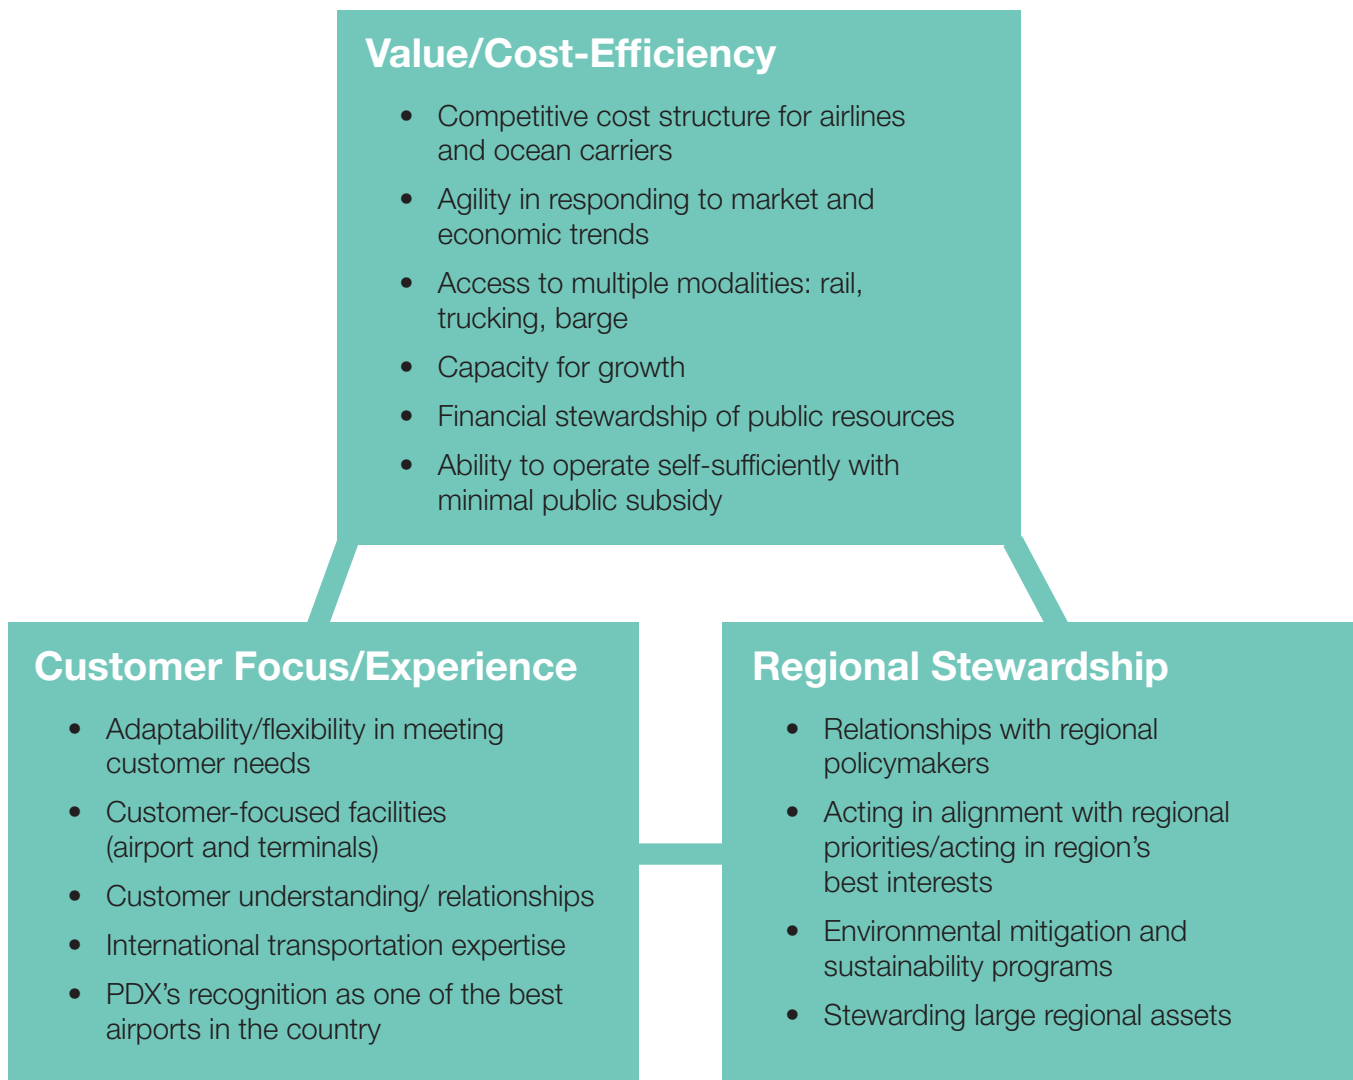 Value/Cost-Efficiency
• Competitive cost structure for airlines
and ocean carriers
• Agility in responding to market and
economic trends
• Access to multiple modalities: rail,
trucking, barge
• Capacity for growth
• Financial stewardship of public resources
• Ability to operate self-sufficiently with
minimal public subsidy
Customer Focus/Experience
• Adaptability/flexibility in meeting
customer needs
• Customer-focused facilities
(airport and terminals)
• Customer understanding/ relationships
• International transportation expertise
• PDX’s recognition as one of the best
airports in the country
Regional Stewardship
• Relationships with regional
policymakers
• Acting in alignment with regional
priorities/acting in region’s
best interests
• Environmental mitigation and
sustainability programs
• Stewarding large regional assets